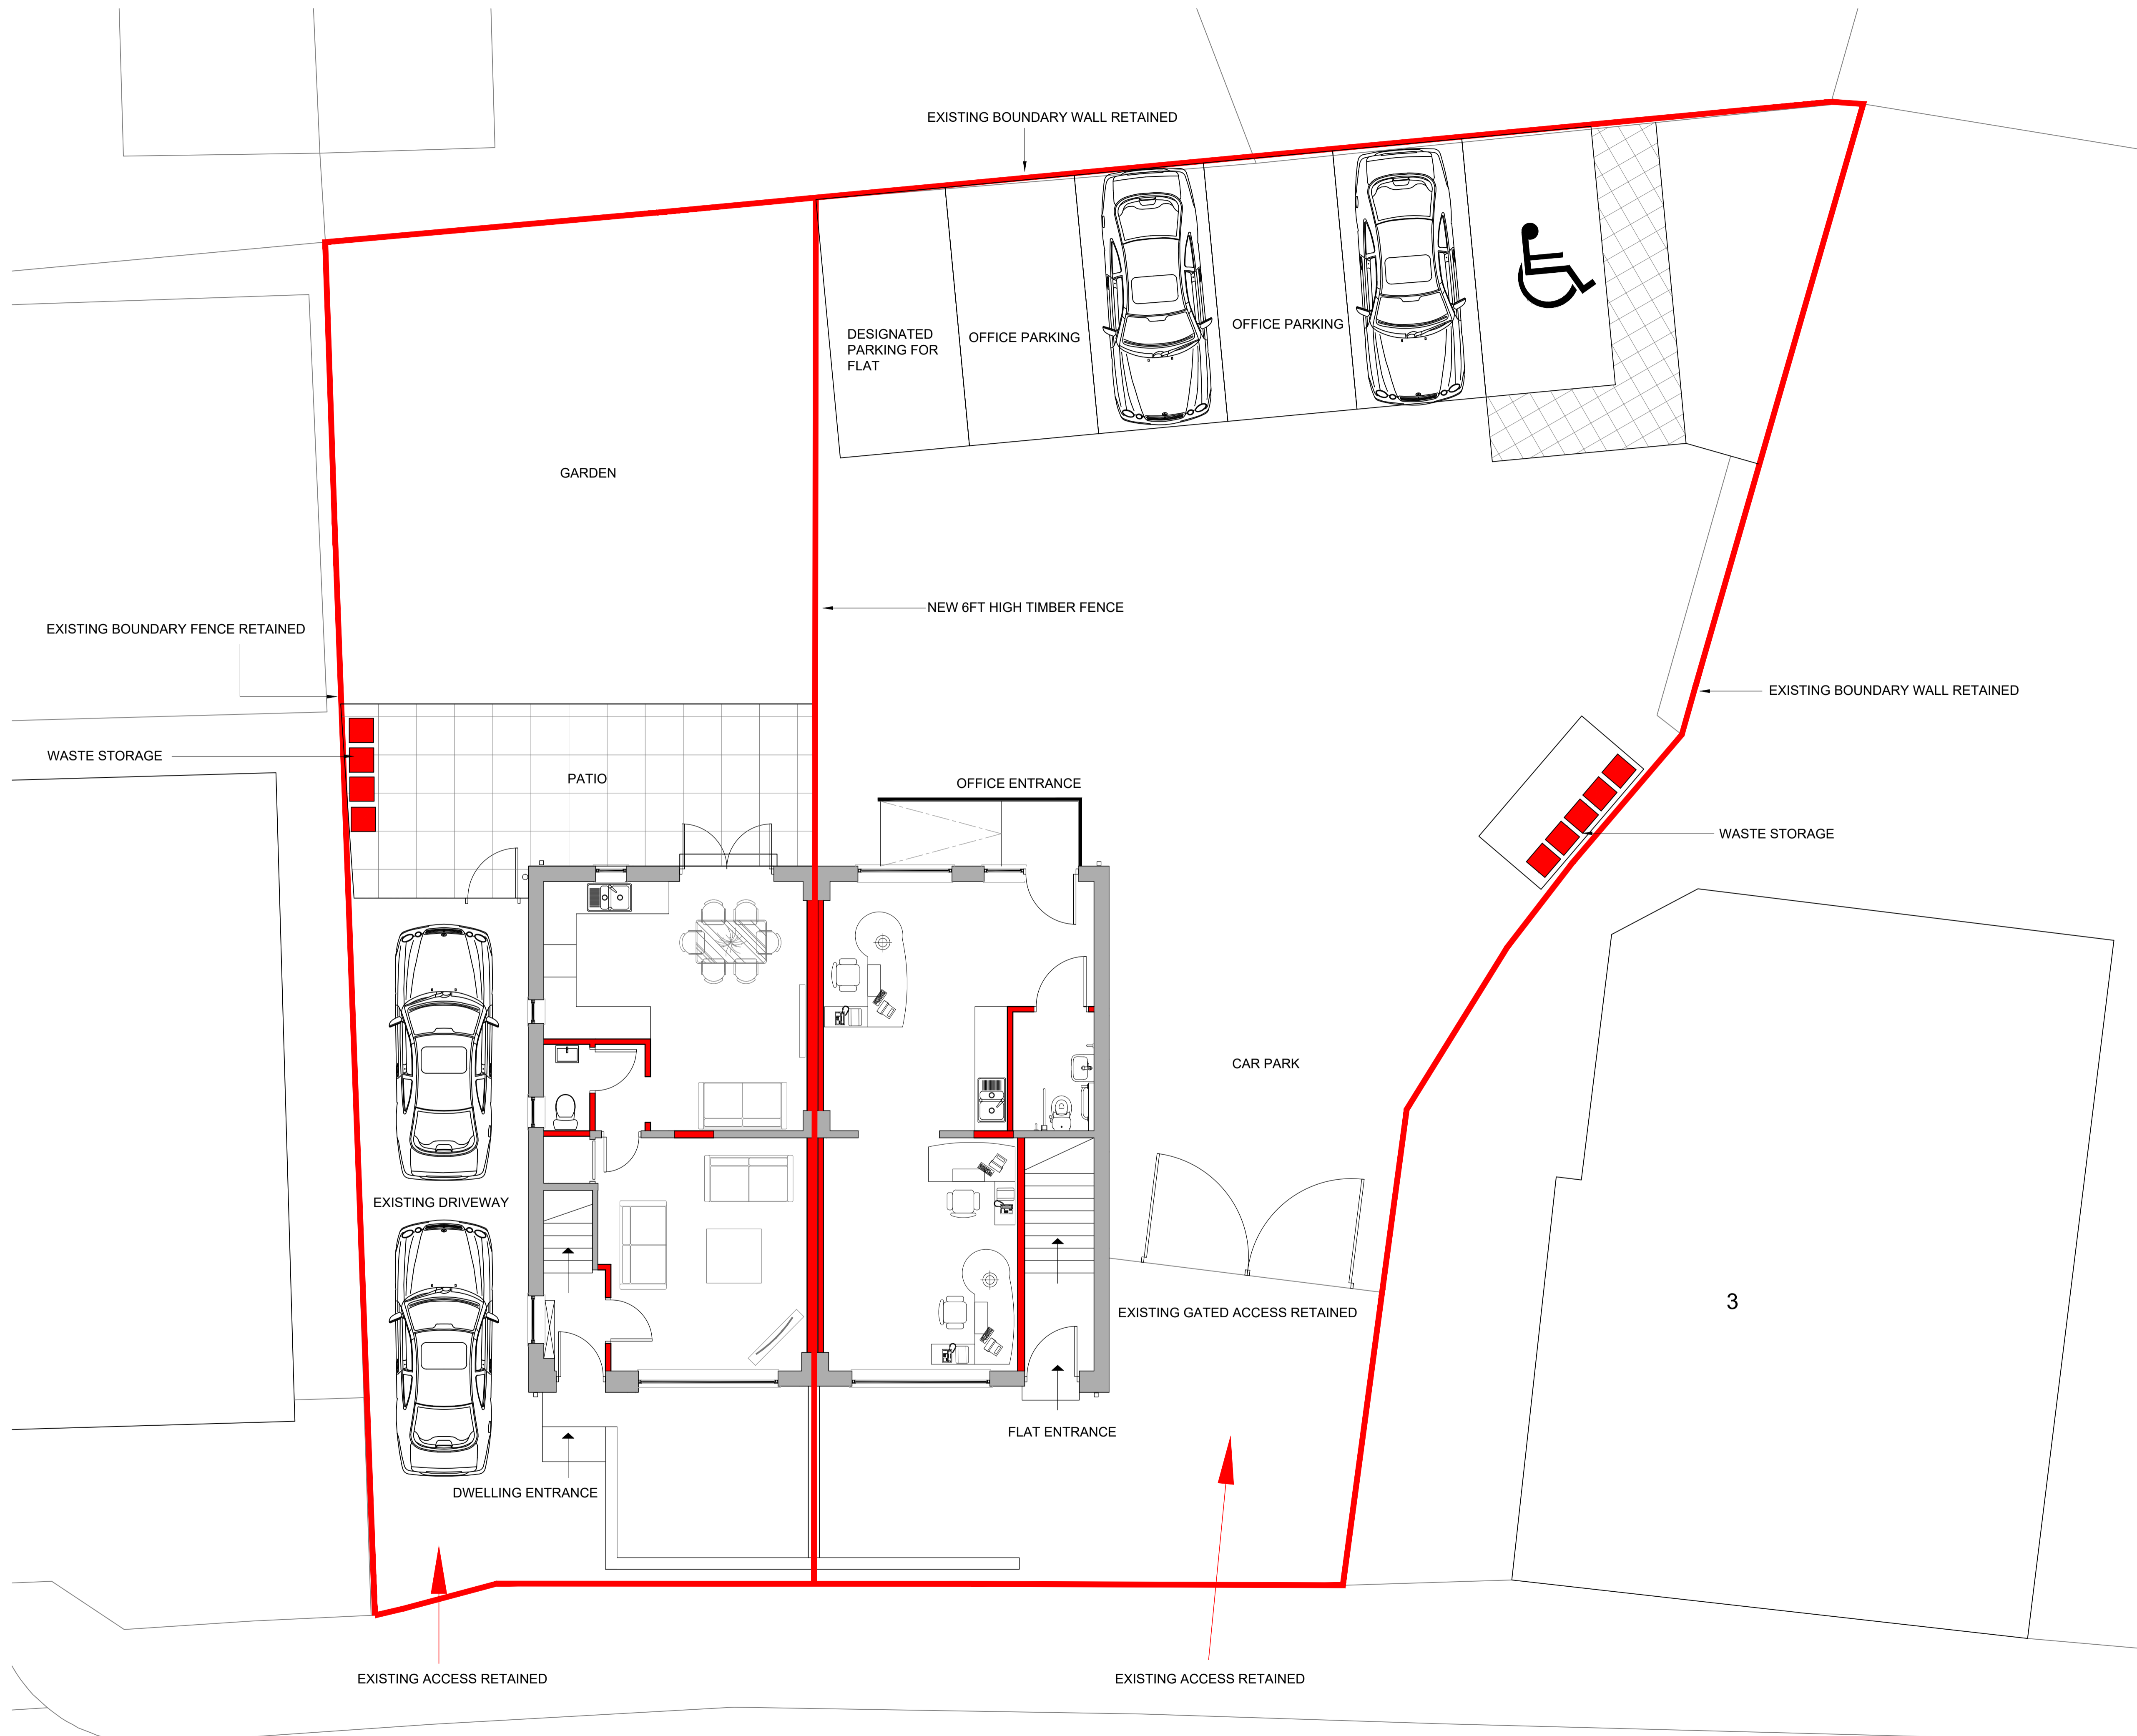 EXISTING BOUNDARY WALL RETAINED
DESIGNATED
PARKING FOR
FLAT
OFFICE PARKING
OFFICE PARKING
GARDEN
NEW 6FT HIGH TIMBER FENCE
EXISTING BOUNDARY FENCE RETAINED
EXISTING BOUNDARY WALL RETAINED
WASTE STORAGE
PATIO
OFFICE ENTRANCE
WASTE STORAGE
CAR PARK
EXISTING DRIVEWAY
EXISTING GATED ACCESS RETAINED
3
FLAT ENTRANCE
DWELLING ENTRANCE
EXISTING ACCESS RETAINED
EXISTING ACCESS RETAINED